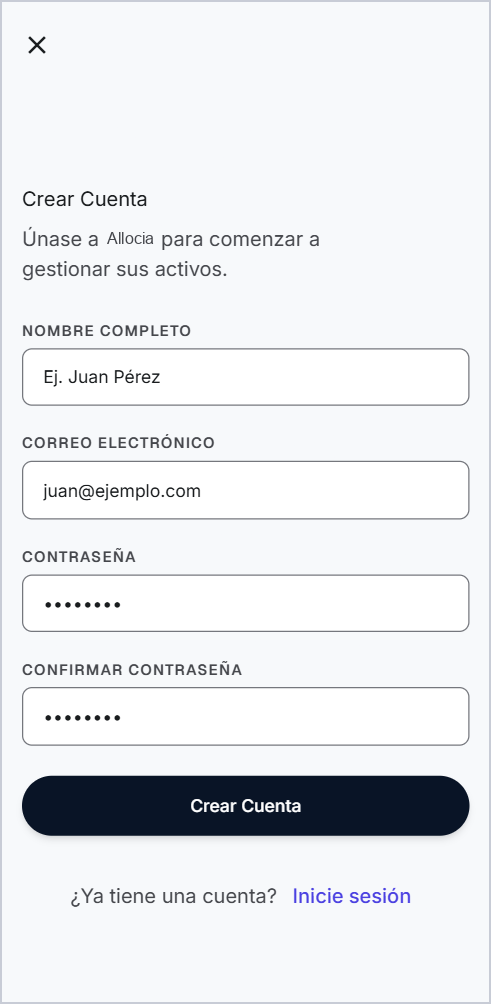 Crear Cuenta
Únase a Allocia para comenzar a
gestionar sus activos.
NOMBRE COMPLETO
Ej. Juan Pérez
CORREO ELECTRÓNICO
juan@ejemplo.com
CONTRASEÑA
••••••••
CONFIRMAR CONTRASEÑA
••••••••
Crear Cuenta
¿Ya tiene una cuenta? Inicie sesión